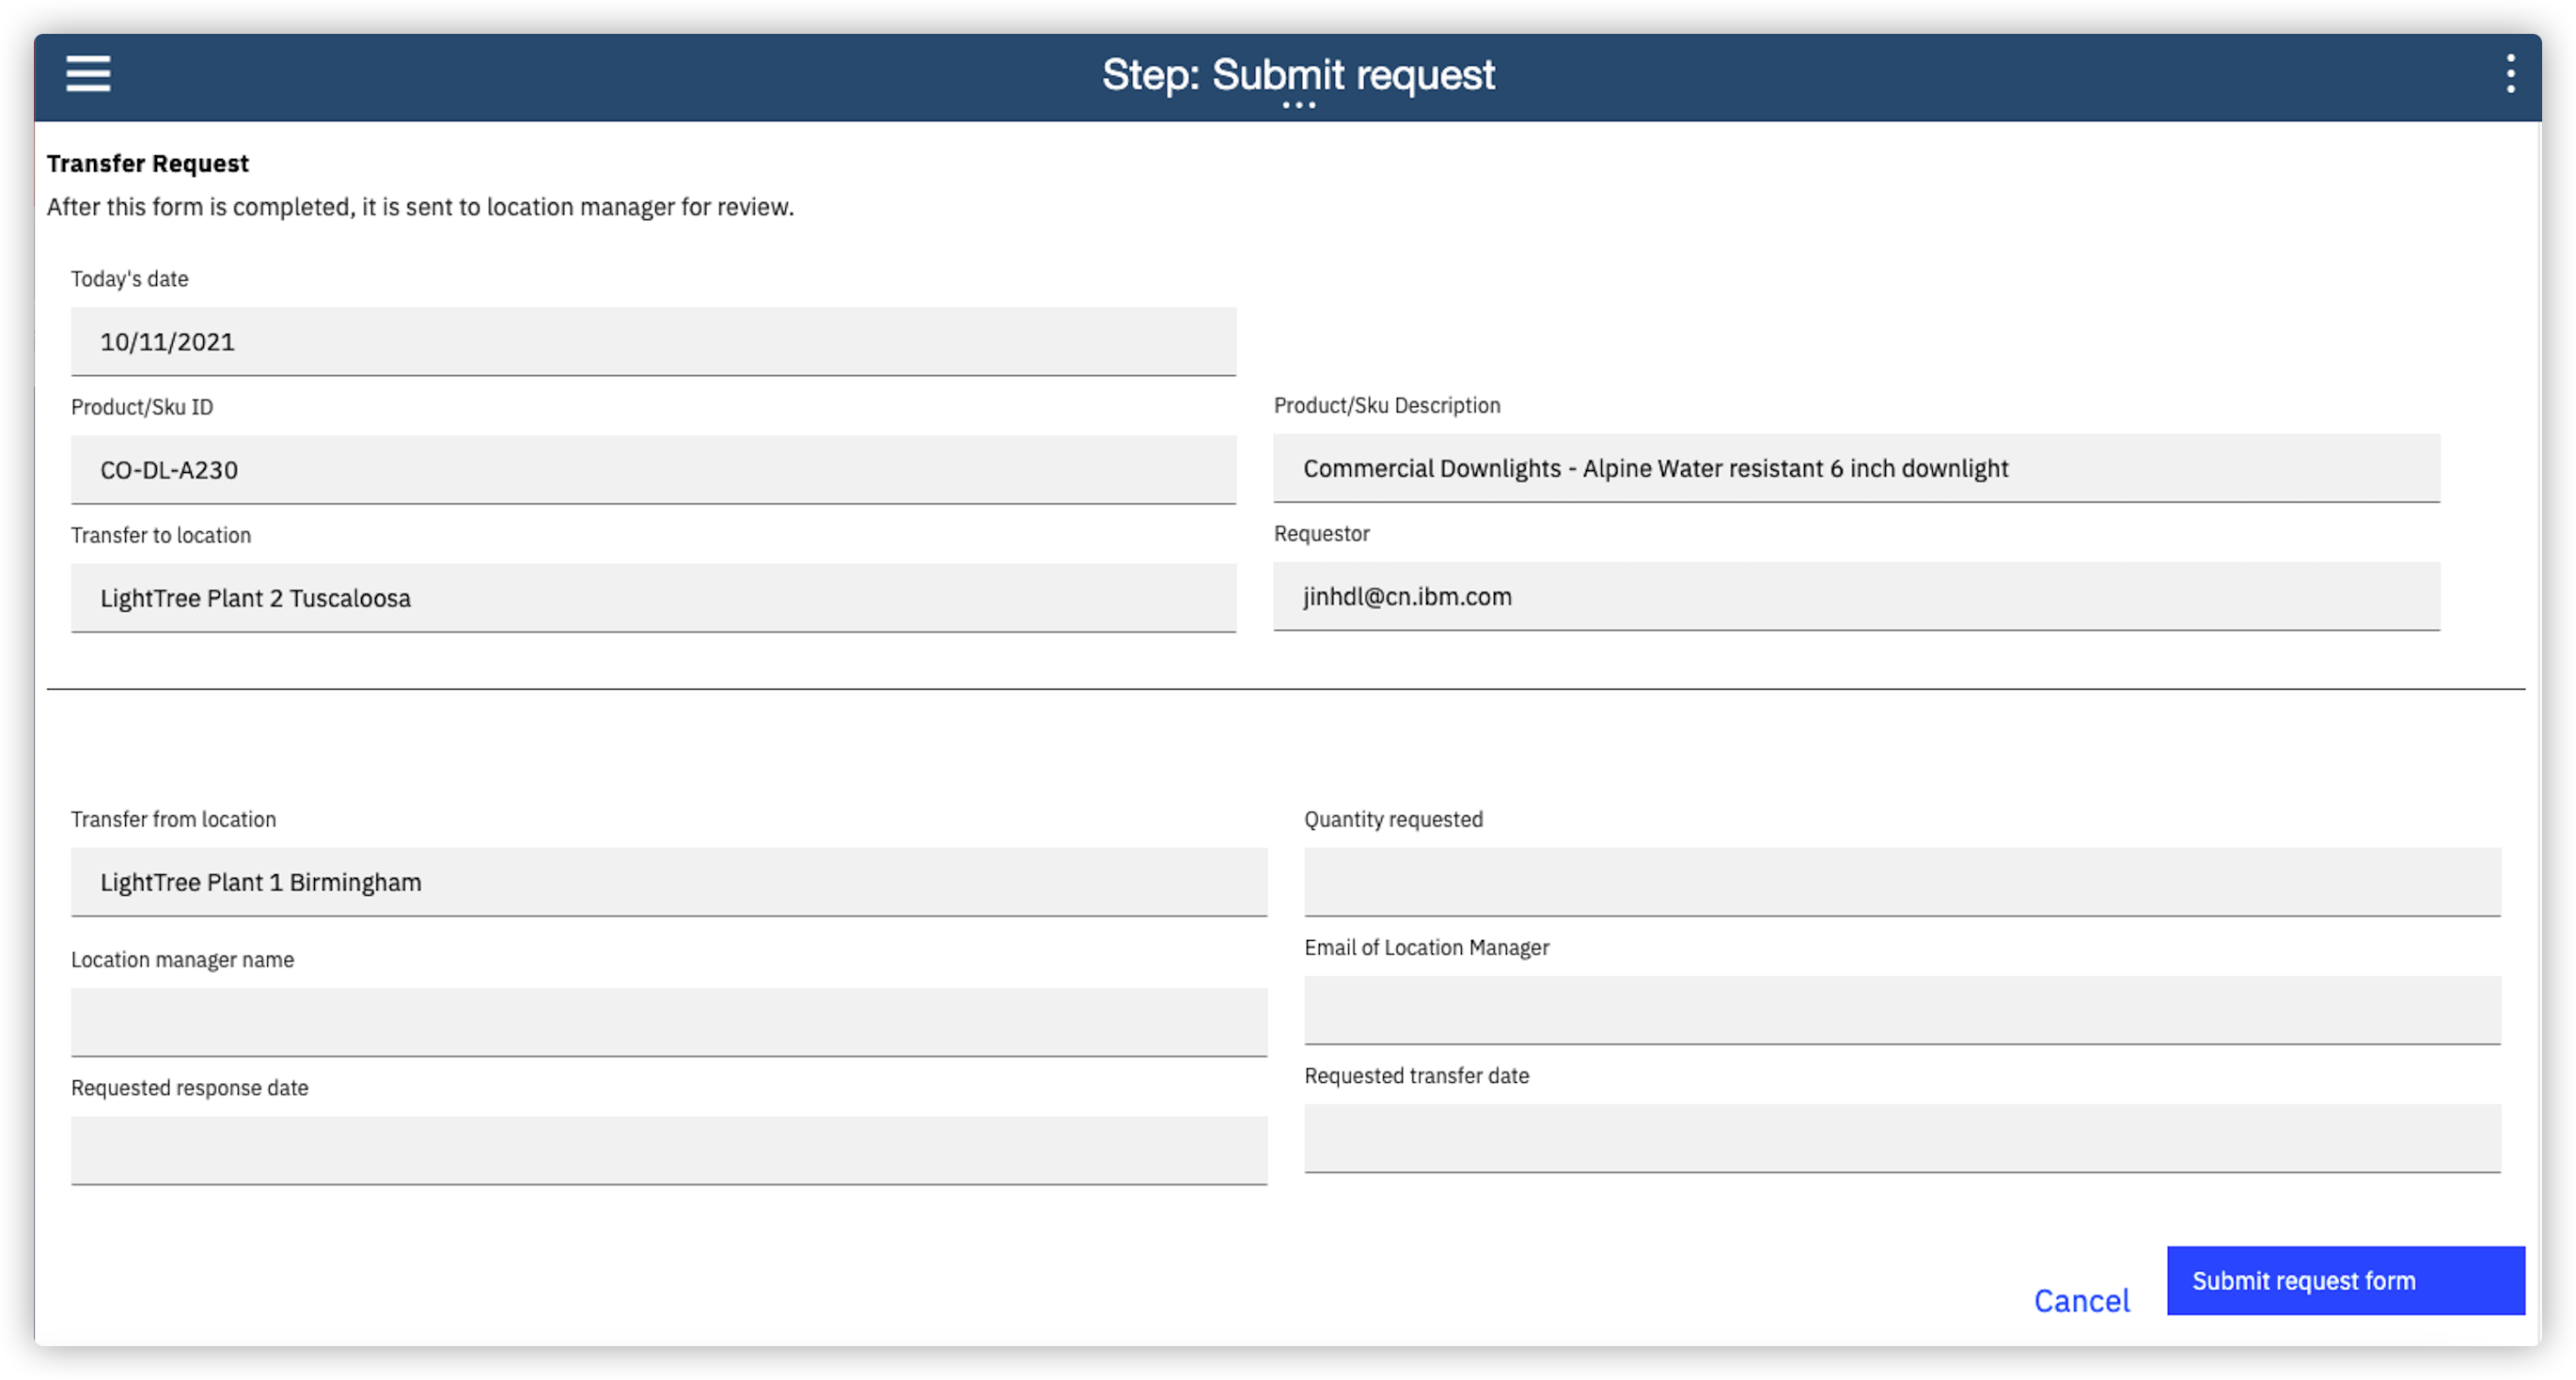 Step: Submit request
Transfer Request
After this form is completed, it is sent to location manager for review.
Today's date
10/11/2021
Product/Sku ID
Product/Sku Description
CO-DL-A230
Commercial Downlights - Alpine Water resistant 6 inch downlight
Transfer to location
Requestor
LightTree Plant 2 Tuscaloosa
jinhdl@cn.ibm.com
Transfer from location
Quantity requested
LightTree Plant 1 Birmingham
Location manager name
Email of Location Manager
Requested response date
Requested transfer date
Cancel
Submit request form